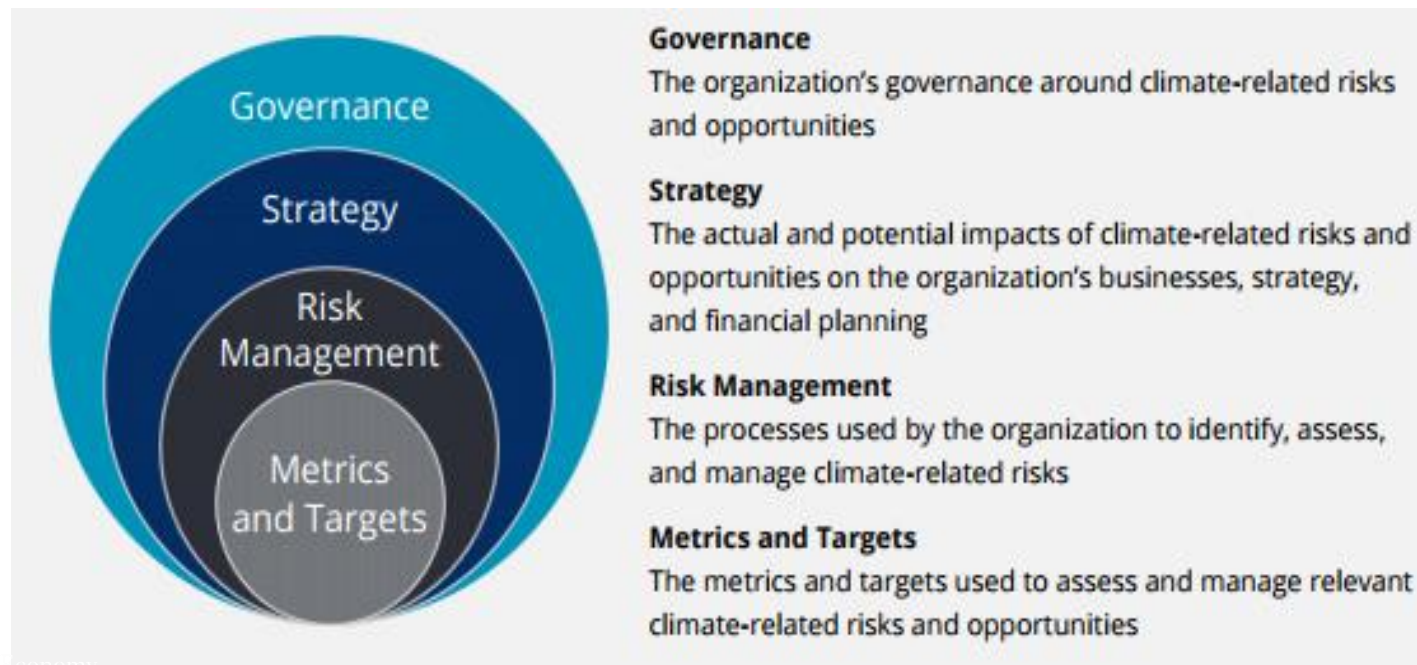 Governance
Strategy
Risk
Management
Metrics
and Targets
Governance
The organization's governance around climate-related risks
and opportunities
Strategy
The actual and potential impacts of climate-related risks and
opportunities on the organization's businesses, strategy,
and financial planning
Risk Management
The processes used by the organization to identify, assess,
and manage climate-related risks
Metrics and Targets
The metrics and targets used to assess and manage relevant
climate-related risks and opportunities